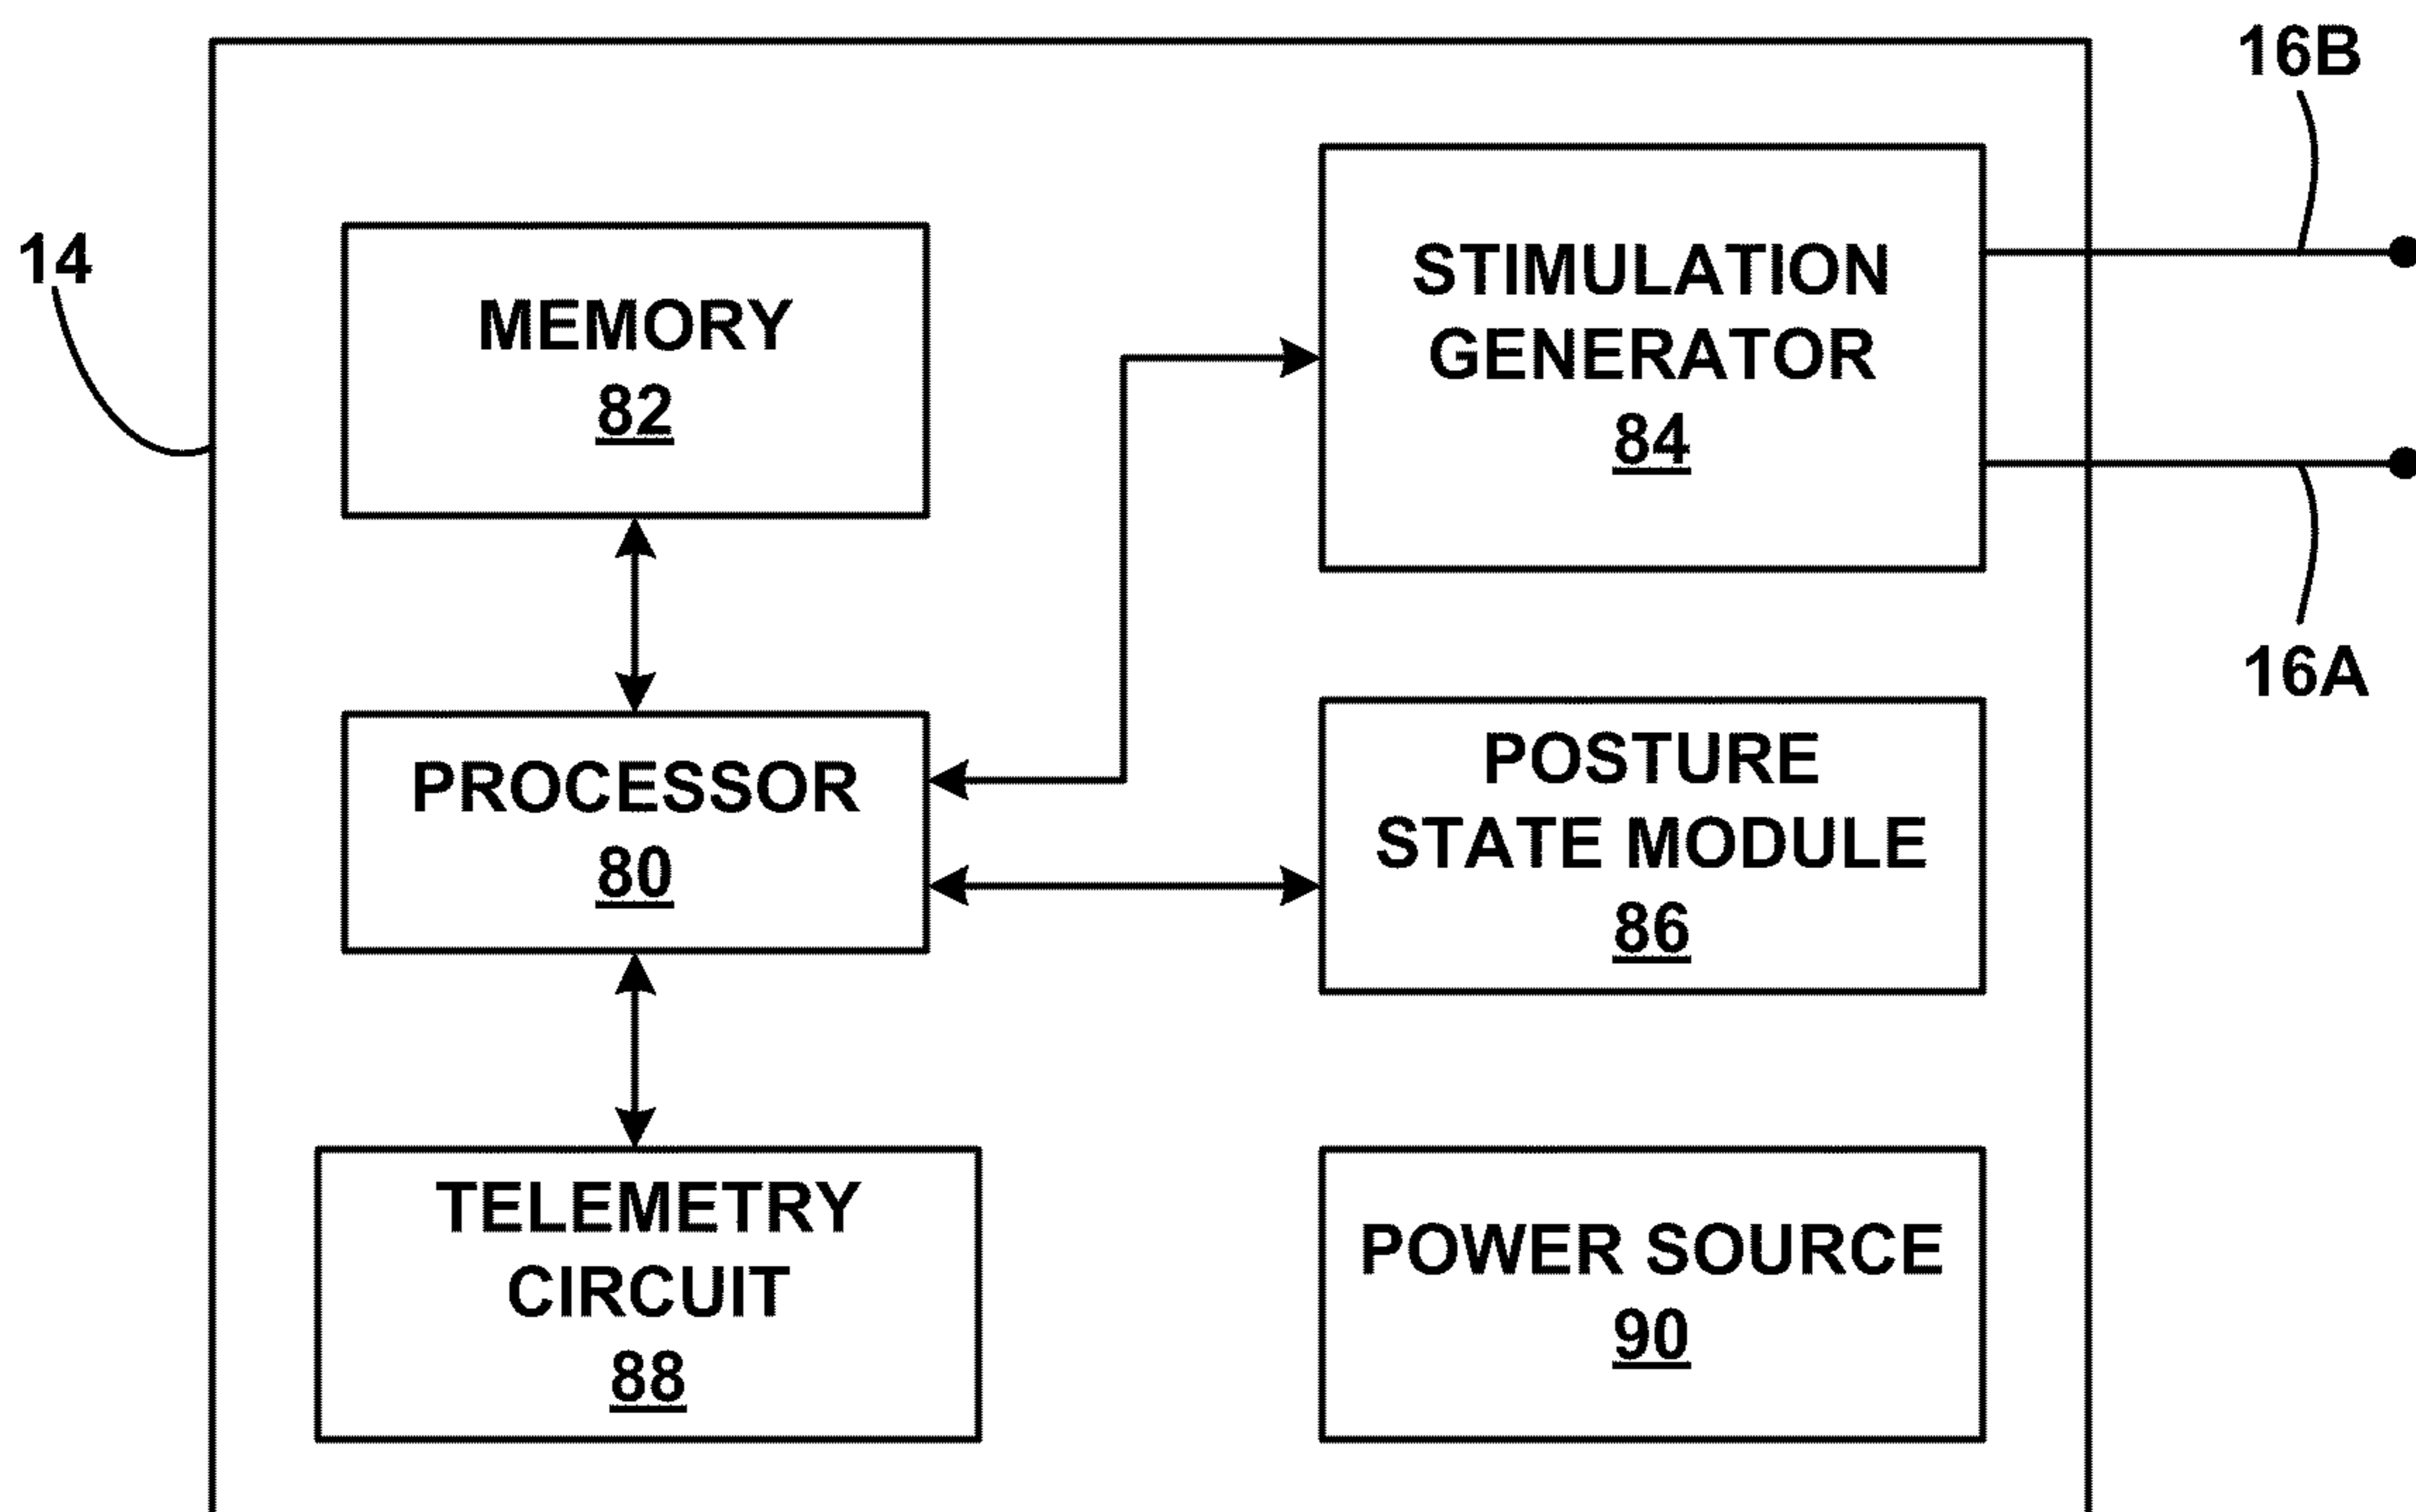 16B
14
MEMORY
82
STIMULATION
GENERATOR
84
16A
PROCESSOR
80
POSTURE
STATE MODULE
86
TELEMETRY
CIRCUIT
88
POWER SOURCE
90